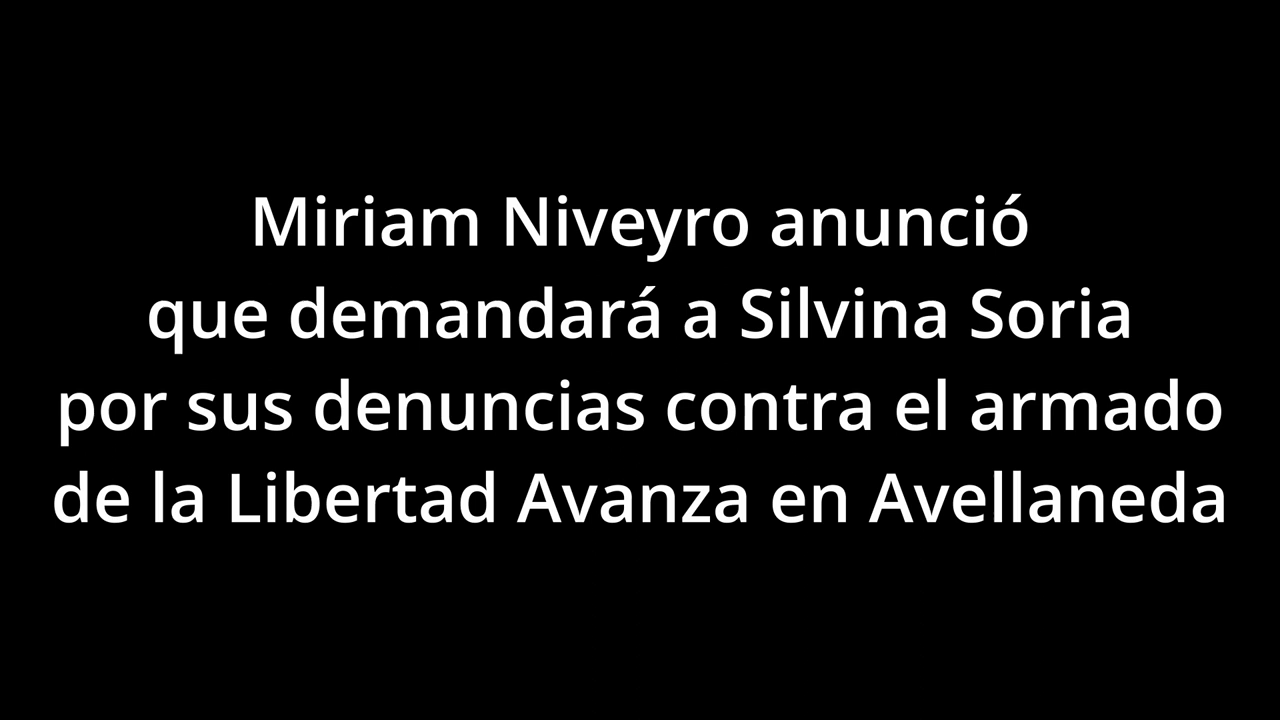 Miriam Niveyro anunció
que demandará a Silvina Soria
por sus denuncias contra el armado
de la Libertad Avanza en Avellaneda